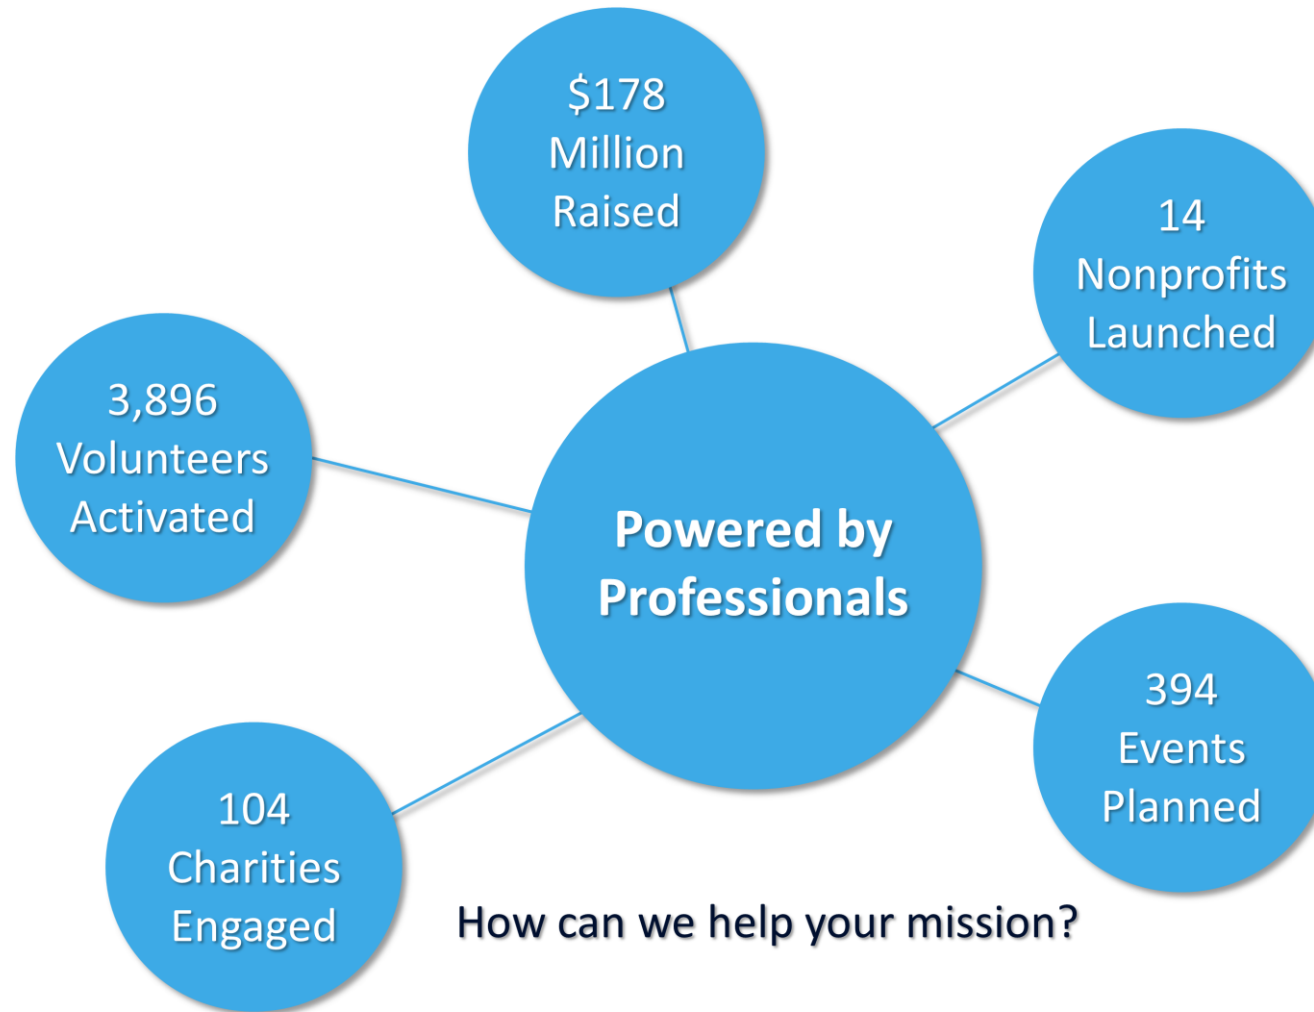 $178
Million
Raised
14
Nonprofits
Launched
3,896
Volunteers
Activated
Powered by
Professionals
394
Events
Planned
104
Charities
Engaged
How can we help your mission?